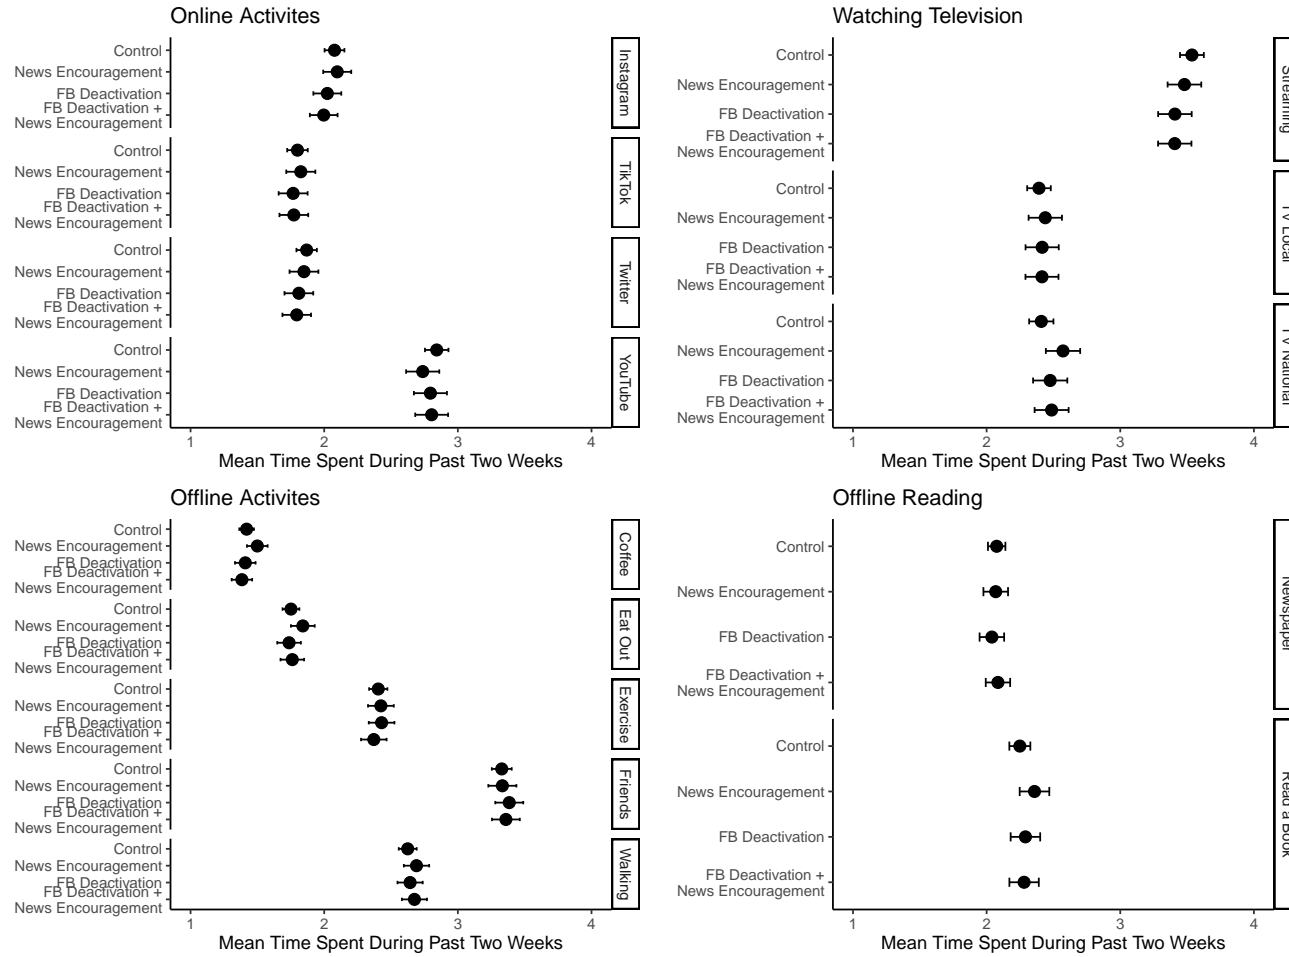 Online Activites
Control
News Encouragement
FB Deactivation
FB Deactivation +
News Encouragement
Instagram
Control
News Encouragement
FB Deactivation
FB Deactivation +
News Encouragement
TikTok
Control
News Encouragement
FB Deactivation
FB Deactivation +
News Encouragement
Twitter
Control
News Encouragement
FB Deactivation
FB Deactivation +
News Encouragement
YouTube
1 2 3 4
Mean Time Spent During Past Two Weeks
Watching Television
Control
News Encouragement
FB Deactivation
FB Deactivation +
News Encouragement
Streaming
Control
News Encouragement
FB Deactivation
FB Deactivation +
News Encouragement
TV Local
Control
News Encouragement
FB Deactivation
FB Deactivation +
News Encouragement
TV National
1 2 3 4
Mean Time Spent During Past Two Weeks
Offline Activites
Control
News Encouragement
FB Deactivation
FB Deactivation +
News Encouragement
Coffee
Control
News Encouragement
FB Deactivation
FB Deactivation +
News Encouragement
Eat Out
Control
News Encouragement
FB Deactivation
FB Deactivation +
News Encouragement
Exercise
Control
News Encouragement
FB Deactivation
FB Deactivation +
News Encouragement
Friends
Control
News Encouragement
FB Deactivation
FB Deactivation +
News Encouragement
Walking
1 2 3 4
Mean Time Spent During Past Two Weeks
Offline Reading
Control
News Encouragement
FB Deactivation
FB Deactivation +
News Encouragement
Newspaper
Control
News Encouragement
FB Deactivation
FB Deactivation +
News Encouragement
Read a Book
1 2 3 4
Mean Time Spent During Past Two Weeks